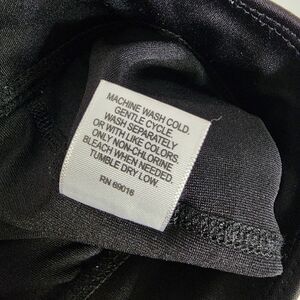 MACHINE WASH COLD.
GENTLE CYCLE.
WASH SEPARATELY
OR WITH LIKE COLORS.
ONLY NON-CHLORINE
BLEACH WHEN NEEDED.
TUMBLE DRY LOW.
RN 69016